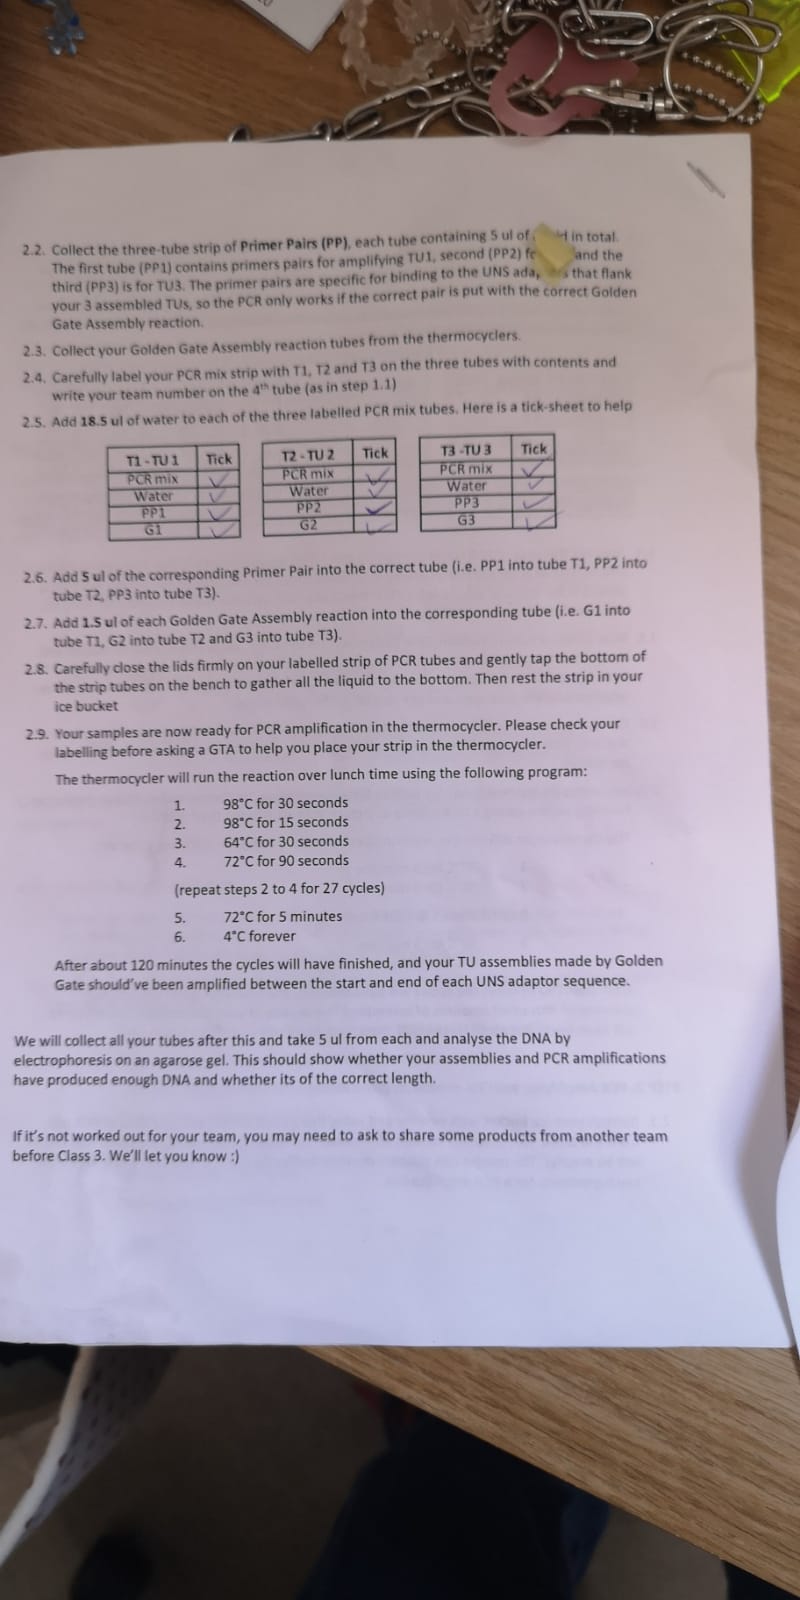 2.2. Collect the three-tube strip of Primer Pairs (PP), each tube containing 5 ul of in total.
The first tube (PP1) contains primers pairs for amplifying TU1, second (PP2) and the
third (PP3) is for TU3. The primer pairs are specific for binding to the UNS that flank
your 3 assembled TUs, so the PCR only works if the correct pair is put with the correct Golden
Gate Assembly reaction.
2.3. Collect your Golden Gate Assembly reaction tubes from the thermocyclers.
2.4. Carefully label your PCR mix strip with T1, T2 and T3 on the three tubes with contents and
write your team number on the 4th tube (as in step 1.1)
2.5. Add 18.5 ul of water to each of the three labelled PCR mix tubes. Here is a tick-sheet to help
T1 - TU 1 Tick
PCR mix ✓
Water ✓
PP1 ✓
G1 ✓
T2 - TU 2 Tick
PCR mix ✓
Water ✓
PP2 ✓
G2 ✓
T3 -TU 3 Tick
PCR mix ✓
Water ✓
PP3 ✓
G3 ✓
2.6. Add 5 ul of the corresponding Primer Pair into the correct tube (i.e. PP1 into tube T1, PP2 into
tube T2, PP3 into tube T3).
2.7. Add 1.5 ul of each Golden Gate Assembly reaction into the corresponding tube (i.e. G1 into
tube T1, G2 into tube T2 and G3 into tube T3).
2.8. Carefully close the lids firmly on your labelled strip of PCR tubes and gently tap the bottom of
the strip tubes on the bench to gather all the liquid to the bottom. Then rest the strip in your
ice bucket
2.9. Your samples are now ready for PCR amplification in the thermocycler. Please check your
labelling before asking a GTA to help you place your strip in the thermocycler.
The thermocycler will run the reaction over lunch time using the following program:
1. 98°C for 30 seconds
2. 98°C for 15 seconds
3. 64°C for 30 seconds
4. 72°C for 90 seconds
(repeat steps 2 to 4 for 27 cycles)
5. 72°C for 5 minutes
6. 4°C forever
After about 120 minutes the cycles will have finished, and your TU assemblies made by Golden
Gate should've been amplified between the start and end of each UNS adaptor sequence.
We will collect all your tubes after this and take 5 ul from each and analyse the DNA by
electrophoresis on an agarose gel. This should show whether your assemblies and PCR amplifications
have produced enough DNA and whether its of the correct length.
If it's not worked out for your team, you may need to ask to share some products from another team
before Class 3. We'll let you know :)